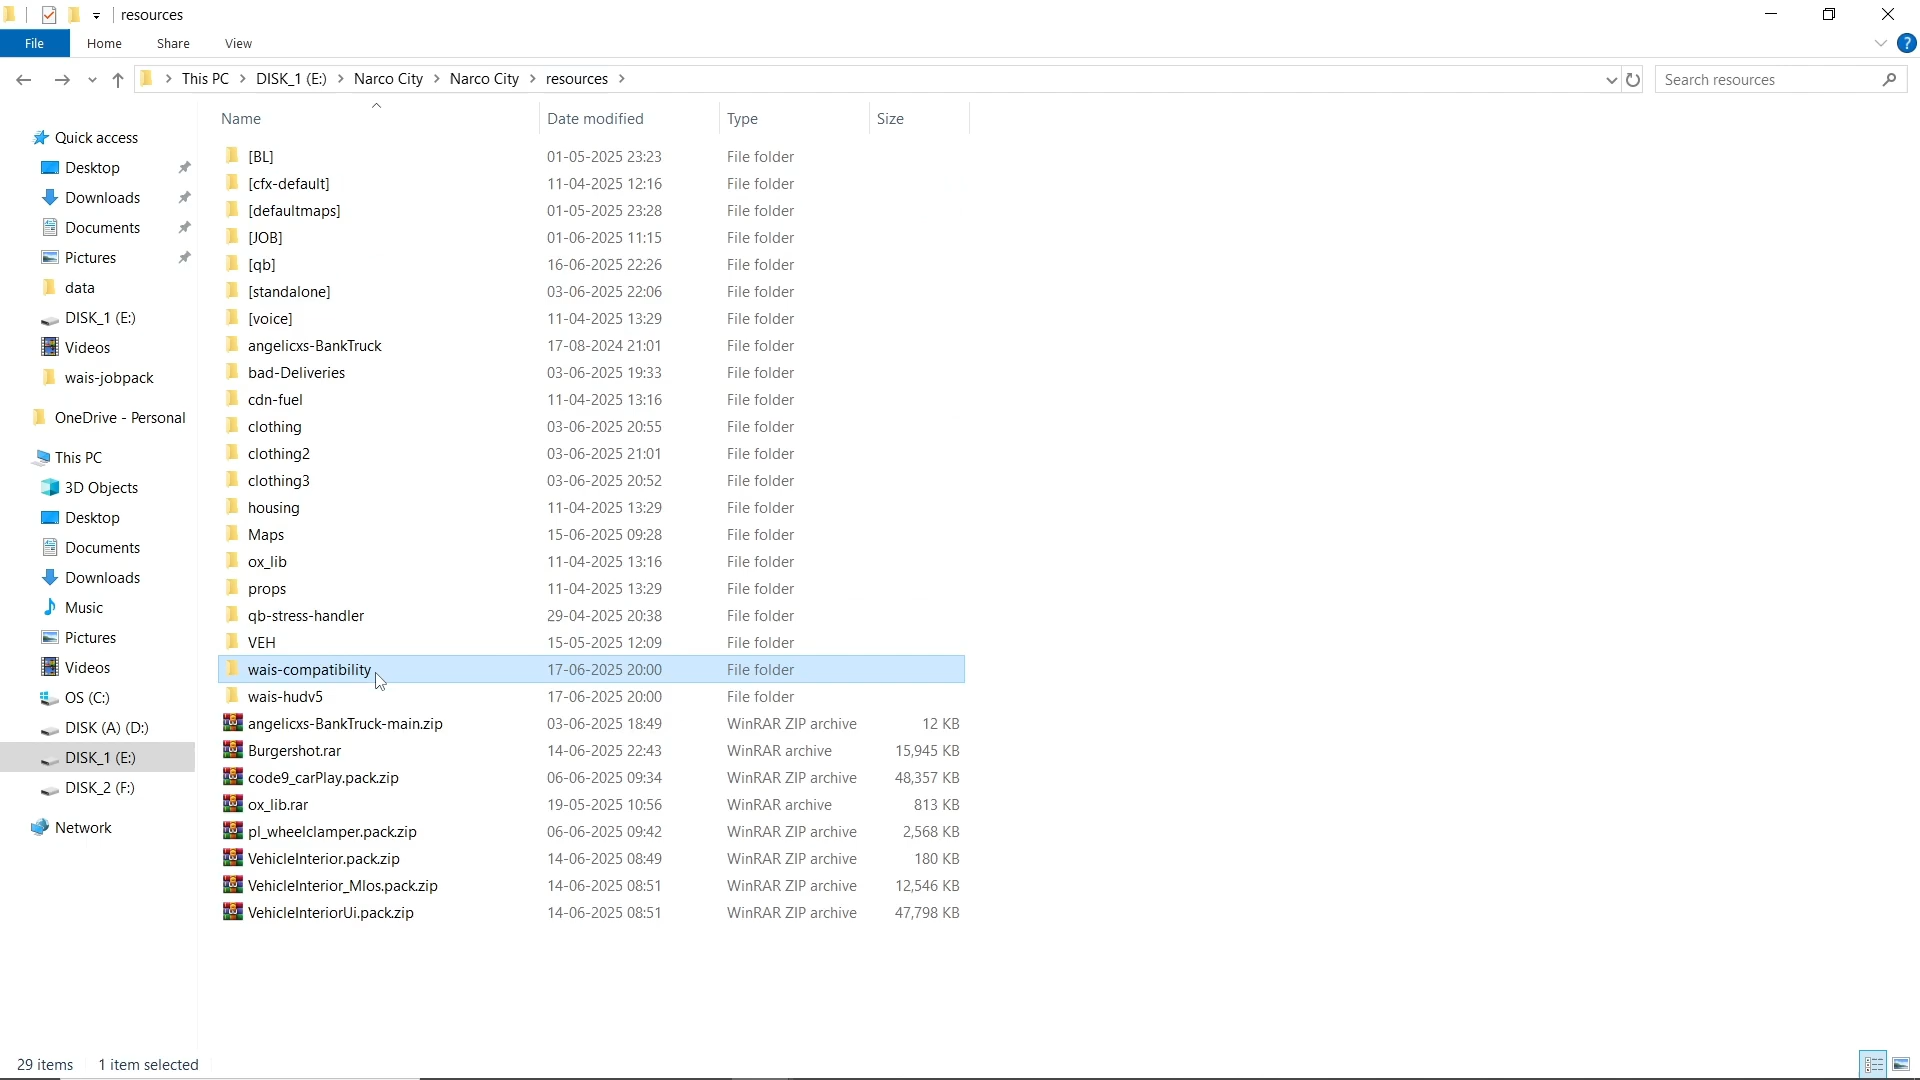 resources
File Home Share View
This PC DISK_1 (E:) Narco City Narco City resources
Search resources
Name Date modified Type Size
Quick access
Desktop
Downloads
Documents
Pictures
data
DISK_1 (E:)
Videos
wais-jobpack
OneDrive - Personal
This PC
3D Objects
Desktop
Documents
Downloads
Music
Pictures
Videos
OS (C:)
DISK (A) (D:)
DISK_1 (E:)
DISK_2 (F:)
Network
[BL] 01-05-2025 23:23 File folder
[cfx-default] 11-04-2025 12:16 File folder
[defaultmaps] 01-05-2025 23:28 File folder
[JOB] 01-06-2025 11:15 File folder
[qb] 16-06-2025 22:26 File folder
[standalone] 03-06-2025 22:06 File folder
[voice] 11-04-2025 13:29 File folder
angelicxs-BankTruck 17-08-2024 21:01 File folder
bad-Deliveries 03-06-2025 19:33 File folder
cdn-fuel 11-04-2025 13:16 File folder
clothing 03-06-2025 20:55 File folder
clothing2 03-06-2025 21:01 File folder
clothing3 03-06-2025 20:52 File folder
housing 11-04-2025 13:29 File folder
Maps 15-06-2025 09:28 File folder
ox_lib 11-04-2025 13:16 File folder
props 11-04-2025 13:29 File folder
qb-stress-handler 29-04-2025 20:38 File folder
VEH 15-05-2025 12:09 File folder
wais-compatibility 17-06-2025 20:00 File folder
wais-hudv5 17-06-2025 20:00 File folder
angelicxs-BankTruck-main.zip 03-06-2025 18:49 WinRAR ZIP archive 12 KB
Burgershot.rar 14-06-2025 22:43 WinRAR archive 15,945 KB
code9_carPlay.pack.zip 06-06-2025 09:34 WinRAR ZIP archive 48,357 KB
ox_lib.rar 19-05-2025 10:56 WinRAR archive 813 KB
pl_wheelclamper.pack.zip 06-06-2025 09:42 WinRAR ZIP archive 2,568 KB
VehicleInterior.pack.zip 14-06-2025 08:49 WinRAR ZIP archive 180 KB
VehicleInterior_Mlos.pack.zip 14-06-2025 08:51 WinRAR ZIP archive 12,546 KB
VehicleInteriorUi.pack.zip 14-06-2025 08:51 WinRAR ZIP archive 47,798 KB
29 items 1 item selected